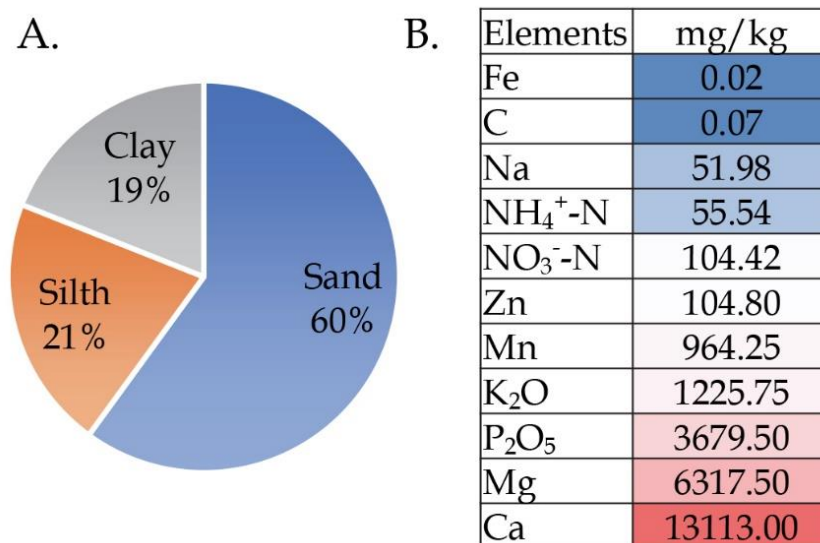 A.
Clay
19%
Silth
21%
Sand
60%
B.
Elements mg/kg
Fe 0.02
C 0.07
Na 51.98
NH₄⁺-N 55.54
NO₃⁻-N 104.42
Zn 104.80
Mn 964.25
K₂O 1225.75
P₂O₅ 3679.50
Mg 6317.50
Ca 13113.00